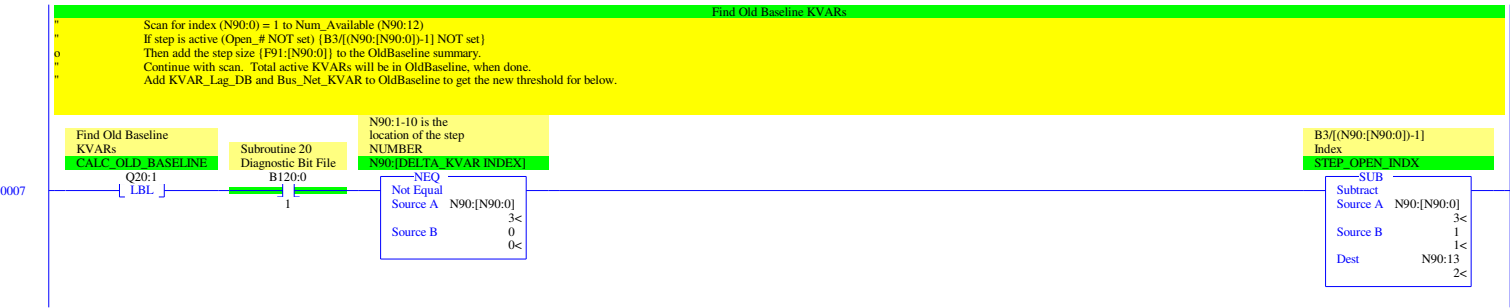 Find Old Baseline KVARs
" Scan for index (N90:0) = 1 to Num_Available (N90:12)
" If step is active (Open_# NOT set) {B3/[(N90:[N90:0])-1] NOT set}
o Then add the step size {F91:[N90:0]} to the OldBaseline summary.
" Continue with scan. Total active KVARs will be in OldBaseline, when done.
" Add KVAR_Lag_DB and Bus_Net_KVAR to OldBaseline to get the new threshold for below.
Find Old Baseline
KVARs
CALC_OLD_BASELINE
Q20:1
LBL
Subroutine 20
Diagnostic Bit File
B120:0
1
N90:1-10 is the
location of the step
NUMBER
N90:[DELTA_KVAR INDEX]
NEQ
Not Equal
Source A N90:[N90:0]
3<
Source B 0
0<
B3/[(N90:[N90:0])-1]
Index
STEP_OPEN_INDX
SUB
Subtract
Source A N90:[N90:0]
3<
Source B 1
1<
Dest N90:13
2<
0007